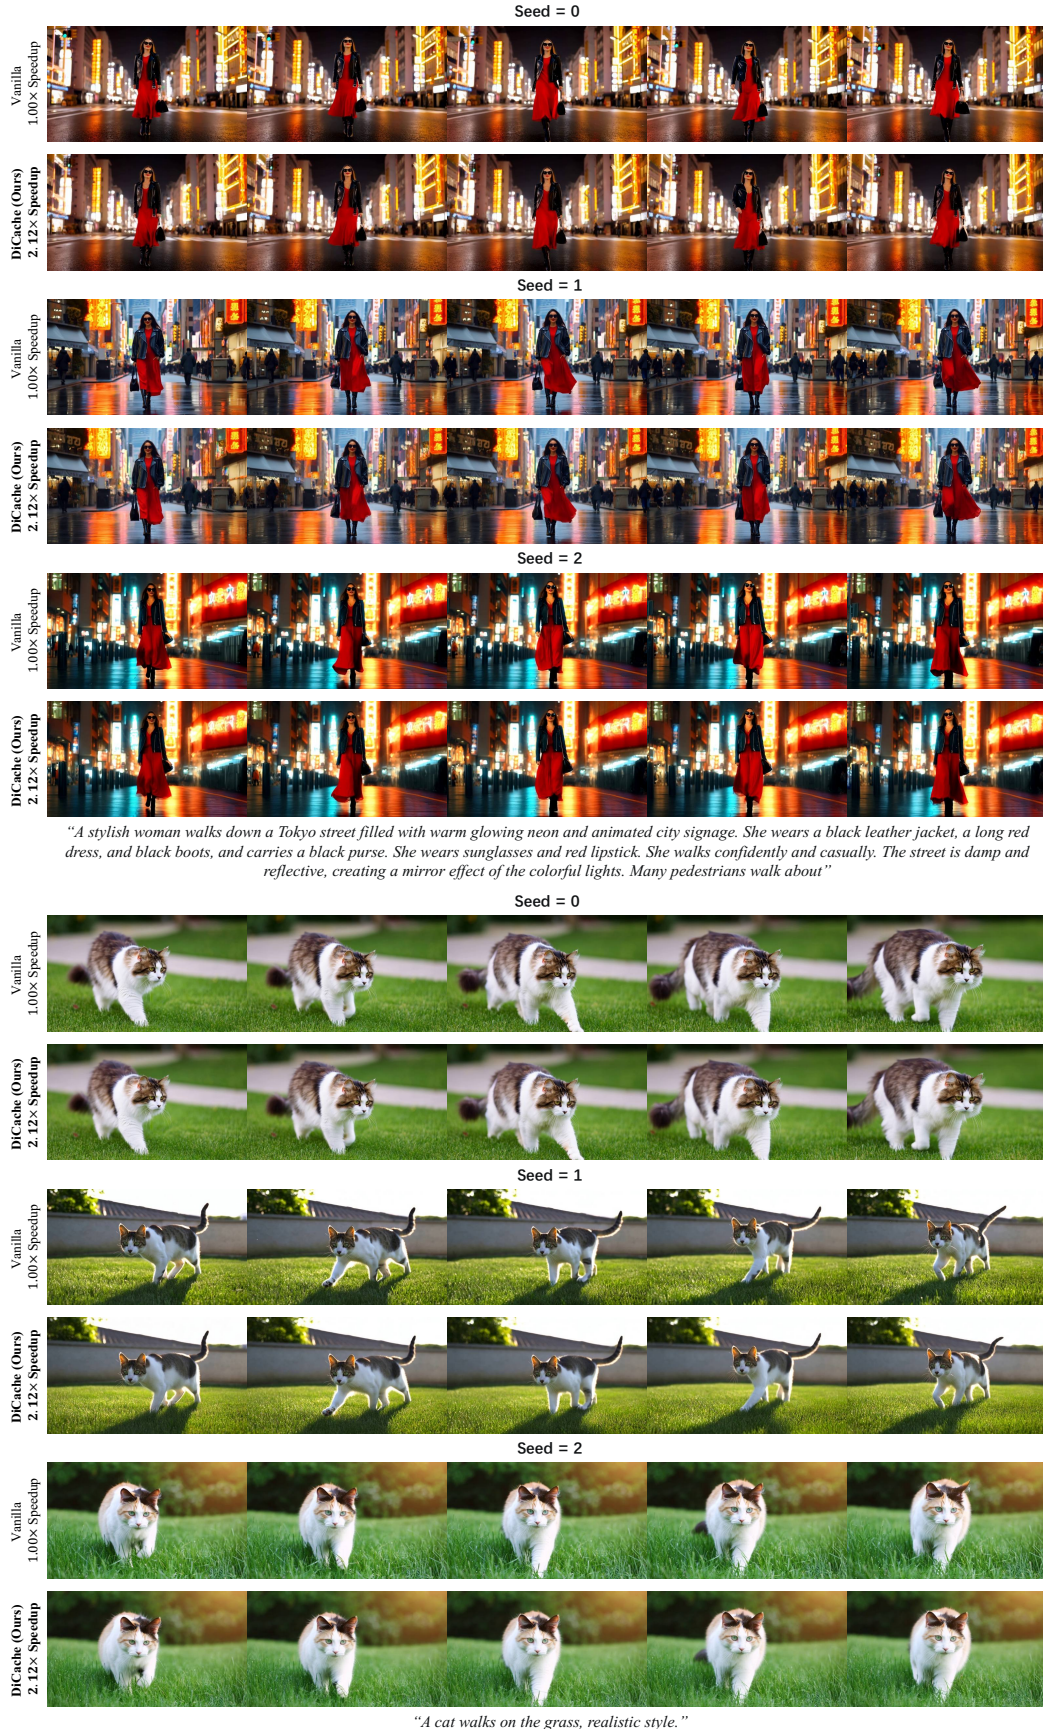 Seed = 0
Vanilla
1.00× Speedup
DiCache (Ours)
2.12× Speedup
Seed = 1
Vanilla
1.00× Speedup
DiCache (Ours)
2.12× Speedup
Seed = 2
Vanilla
1.00× Speedup
DiCache (Ours)
2.12× Speedup
“A stylish woman walks down a Tokyo street filled with warm glowing neon and animated city signage. She wears a black leather jacket, a long red
dress, and black boots, and carries a black purse. She wears sunglasses and red lipstick. She walks confidently and casually. The street is damp and
reflective, creating a mirror effect of the colorful lights. Many pedestrians walk about”
Seed = 0
Vanilla
1.00× Speedup
DiCache (Ours)
2.12× Speedup
Seed = 1
Vanilla
1.00× Speedup
DiCache (Ours)
2.12× Speedup
Seed = 2
Vanilla
1.00× Speedup
DiCache (Ours)
2.12× Speedup
“A cat walks on the grass, realistic style.”